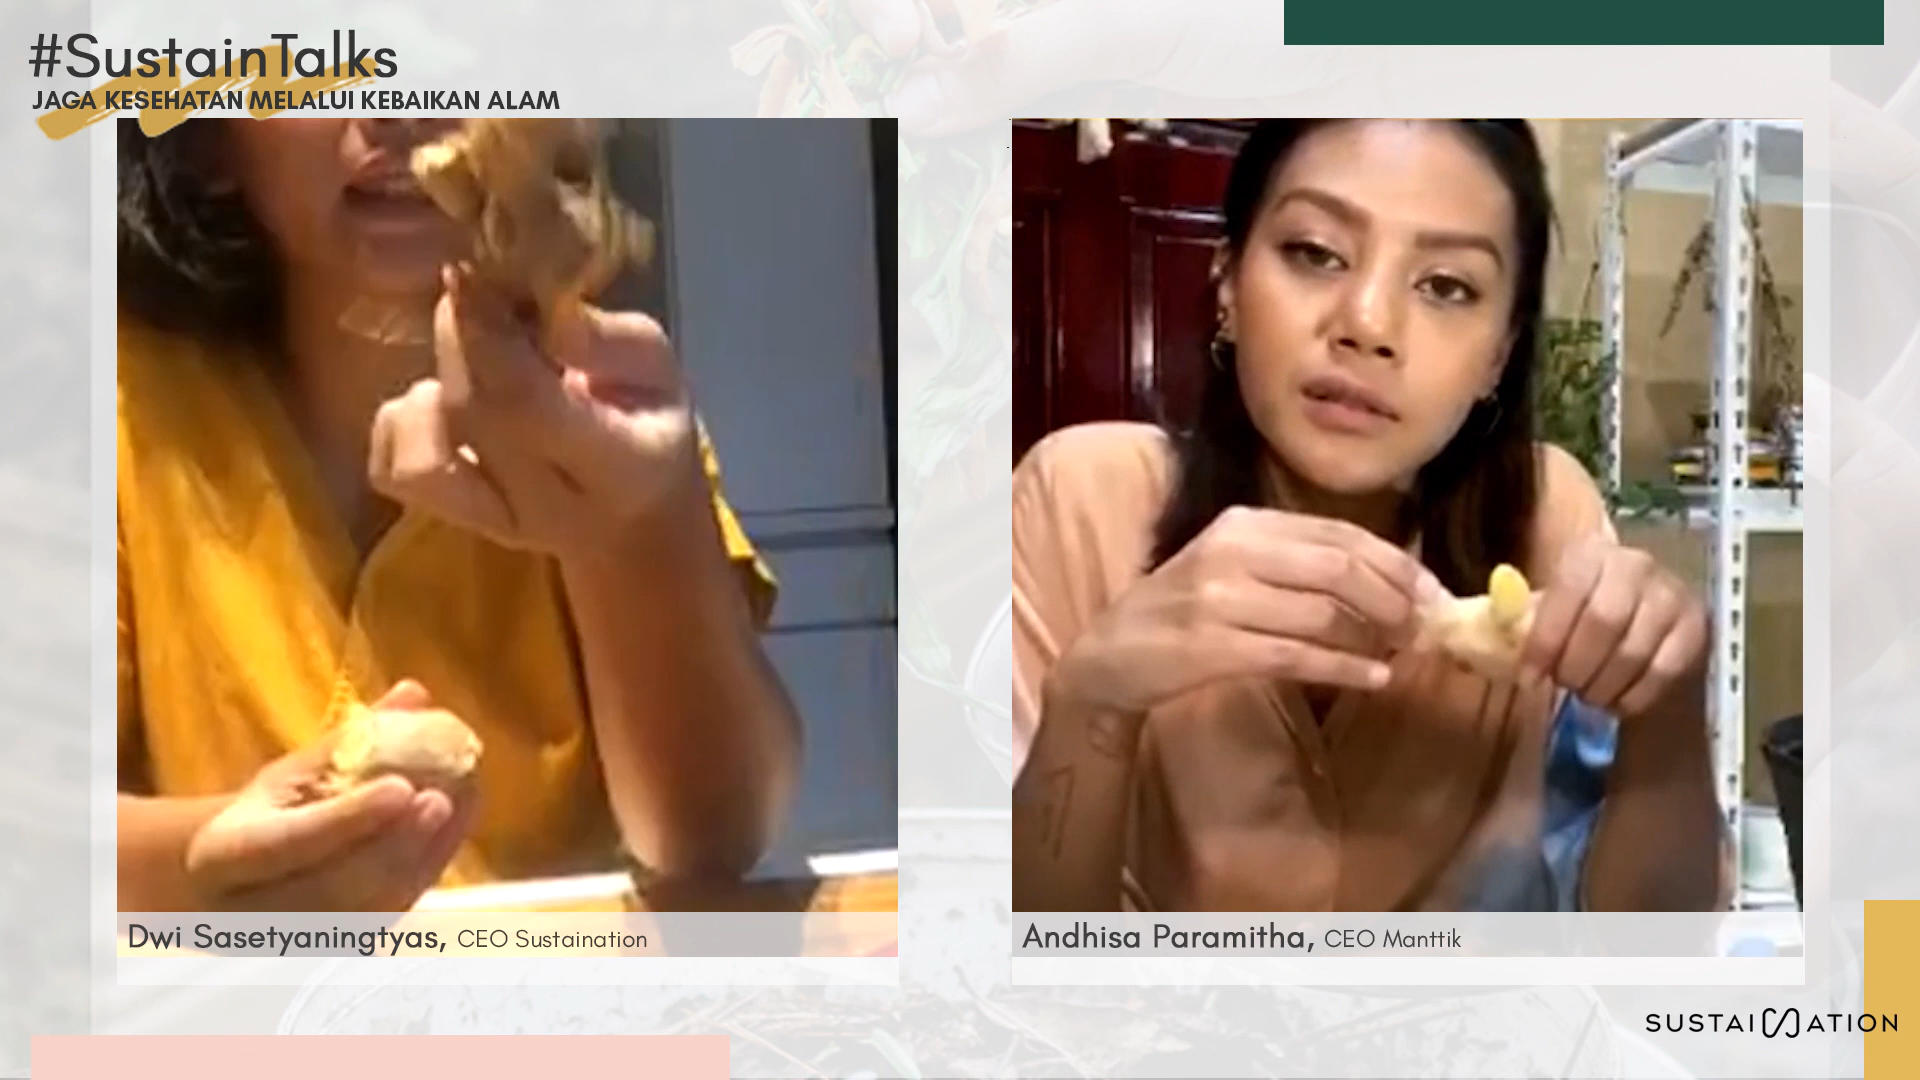 #SustainTalks
JAGA KESEHATAN MELALUI KEBAIKAN ALAM
Dwi Sasetyaningtyas, CEO Sustaination
Andhisa Paramitha, CEO Manttik
SUSTAINATION